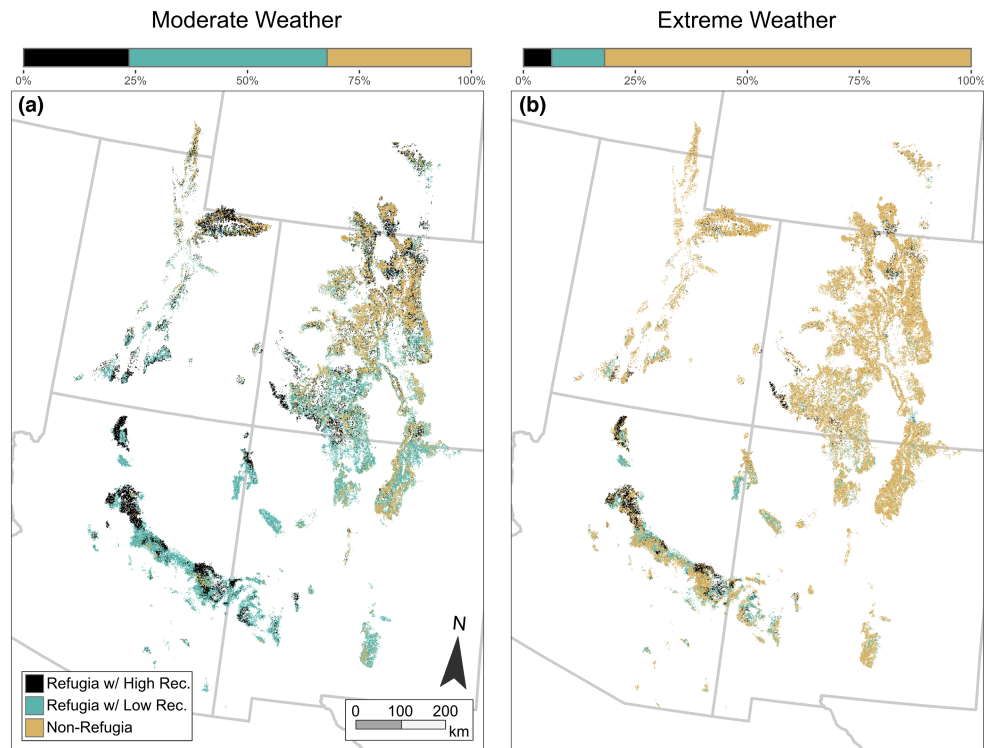 Moderate Weather
0% 25% 50% 75% 100%
(a)
Refugia w/ High Rec.
Refugia w/ Low Rec.
Non-Refugia
N
0 100 200
km
Extreme Weather
0% 25% 50% 75% 100%
(b)